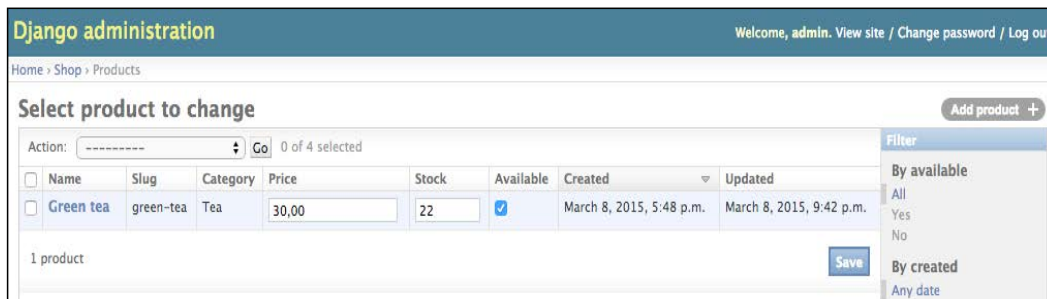 Django administration
Welcome, admin. View site / Change password / Log ou
Home › Shop › Products
Select product to change
Add product +
Action: --------- Go 0 of 4 selected
Name Slug Category Price Stock Available Created Updated
Green tea green-tea Tea 30,00 22 March 8, 2015, 5:48 p.m. March 8, 2015, 9:42 p.m.
1 product
Save
Filter
By available
All
Yes
No
By created
Any date